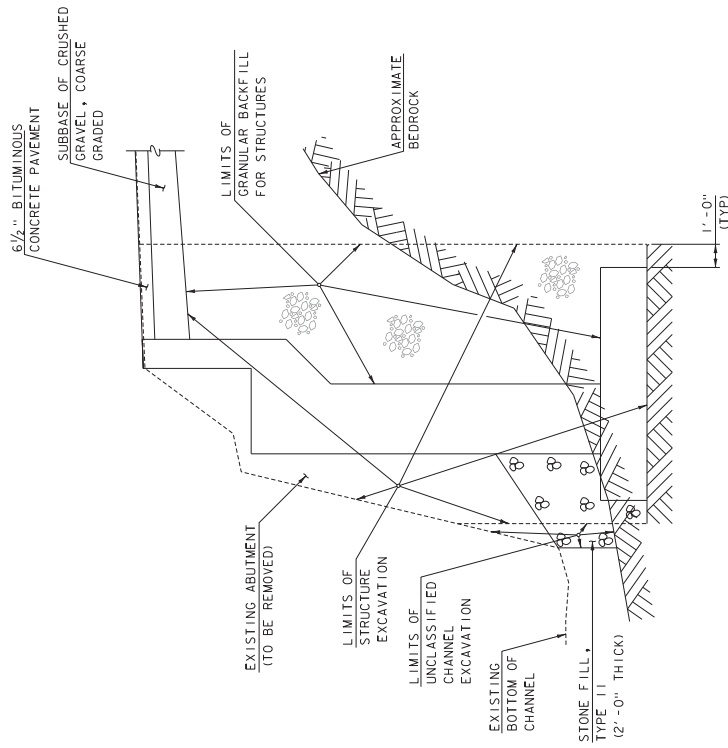 6½" BITUMINOUS
CONCRETE PAVEMENT
SUBBASE OF CRUSHED
GRAVEL, COARSE
GRADED
LIMITS OF
GRANULAR BACKFILL
FOR STRUCTURES
APPROXIMATE
BEDROCK
1'-0"
(TYP)
EXISTING ABUTMENT
(TO BE REMOVED)
LIMITS OF
STRUCTURE
EXCAVATION
LIMITS OF
UNCLASSIFIED
CHANNEL
EXCAVATION
EXISTING
BOTTOM OF
CHANNEL
STONE FILL,
TYPE II
(2'-0" THICK)